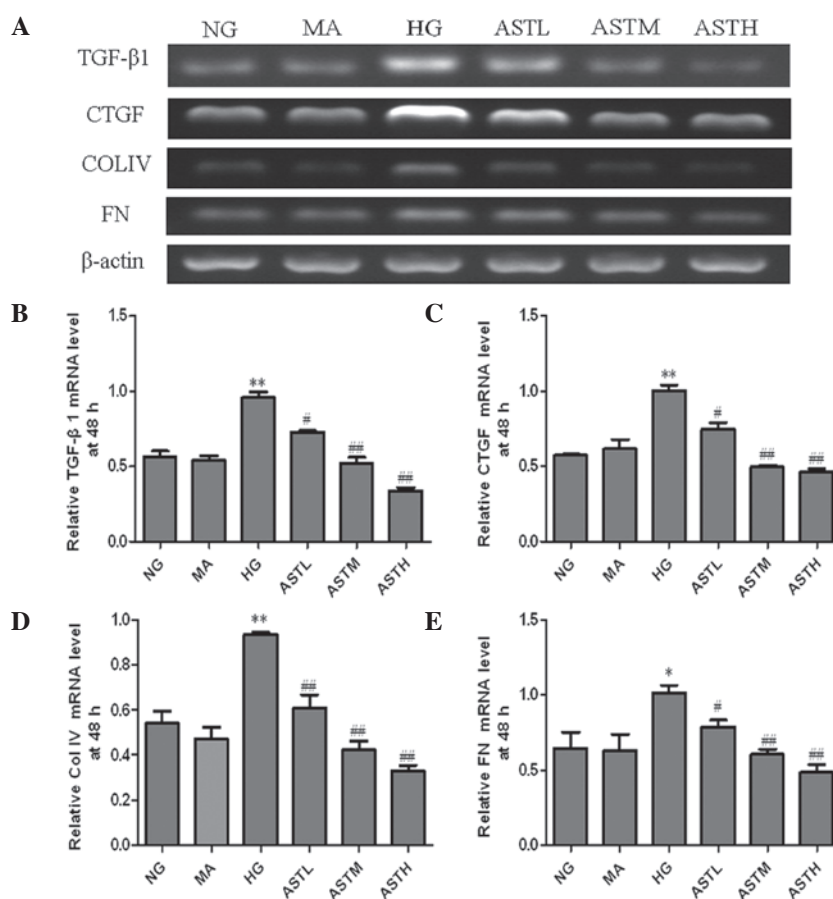 A
NG MA HG ASTL ASTM ASTH
TGF-β1
CTGF
COLIV
FN
β-actin
B
Relative TGF-β 1 mRNA level
at 48 h
1.5
1.0
0.5
0.0
**
#
##
##
NG MA HG ASTL ASTM ASTH
C
Relative CTGF mRNA level
at 48 h
1.5
1.0
0.5
0.0
**
#
##
##
NG MA HG ASTL ASTM ASTH
D
Relative Col IV mRNA level
at 48 h
1.0
0.8
0.6
0.4
0.2
0.0
**
##
##
##
NG MA HG ASTL ASTM ASTH
E
Relative FN mRNA level
at 48 h
1.5
1.0
0.5
0.0
*
#
##
##
NG MA HG ASTL ASTM ASTH